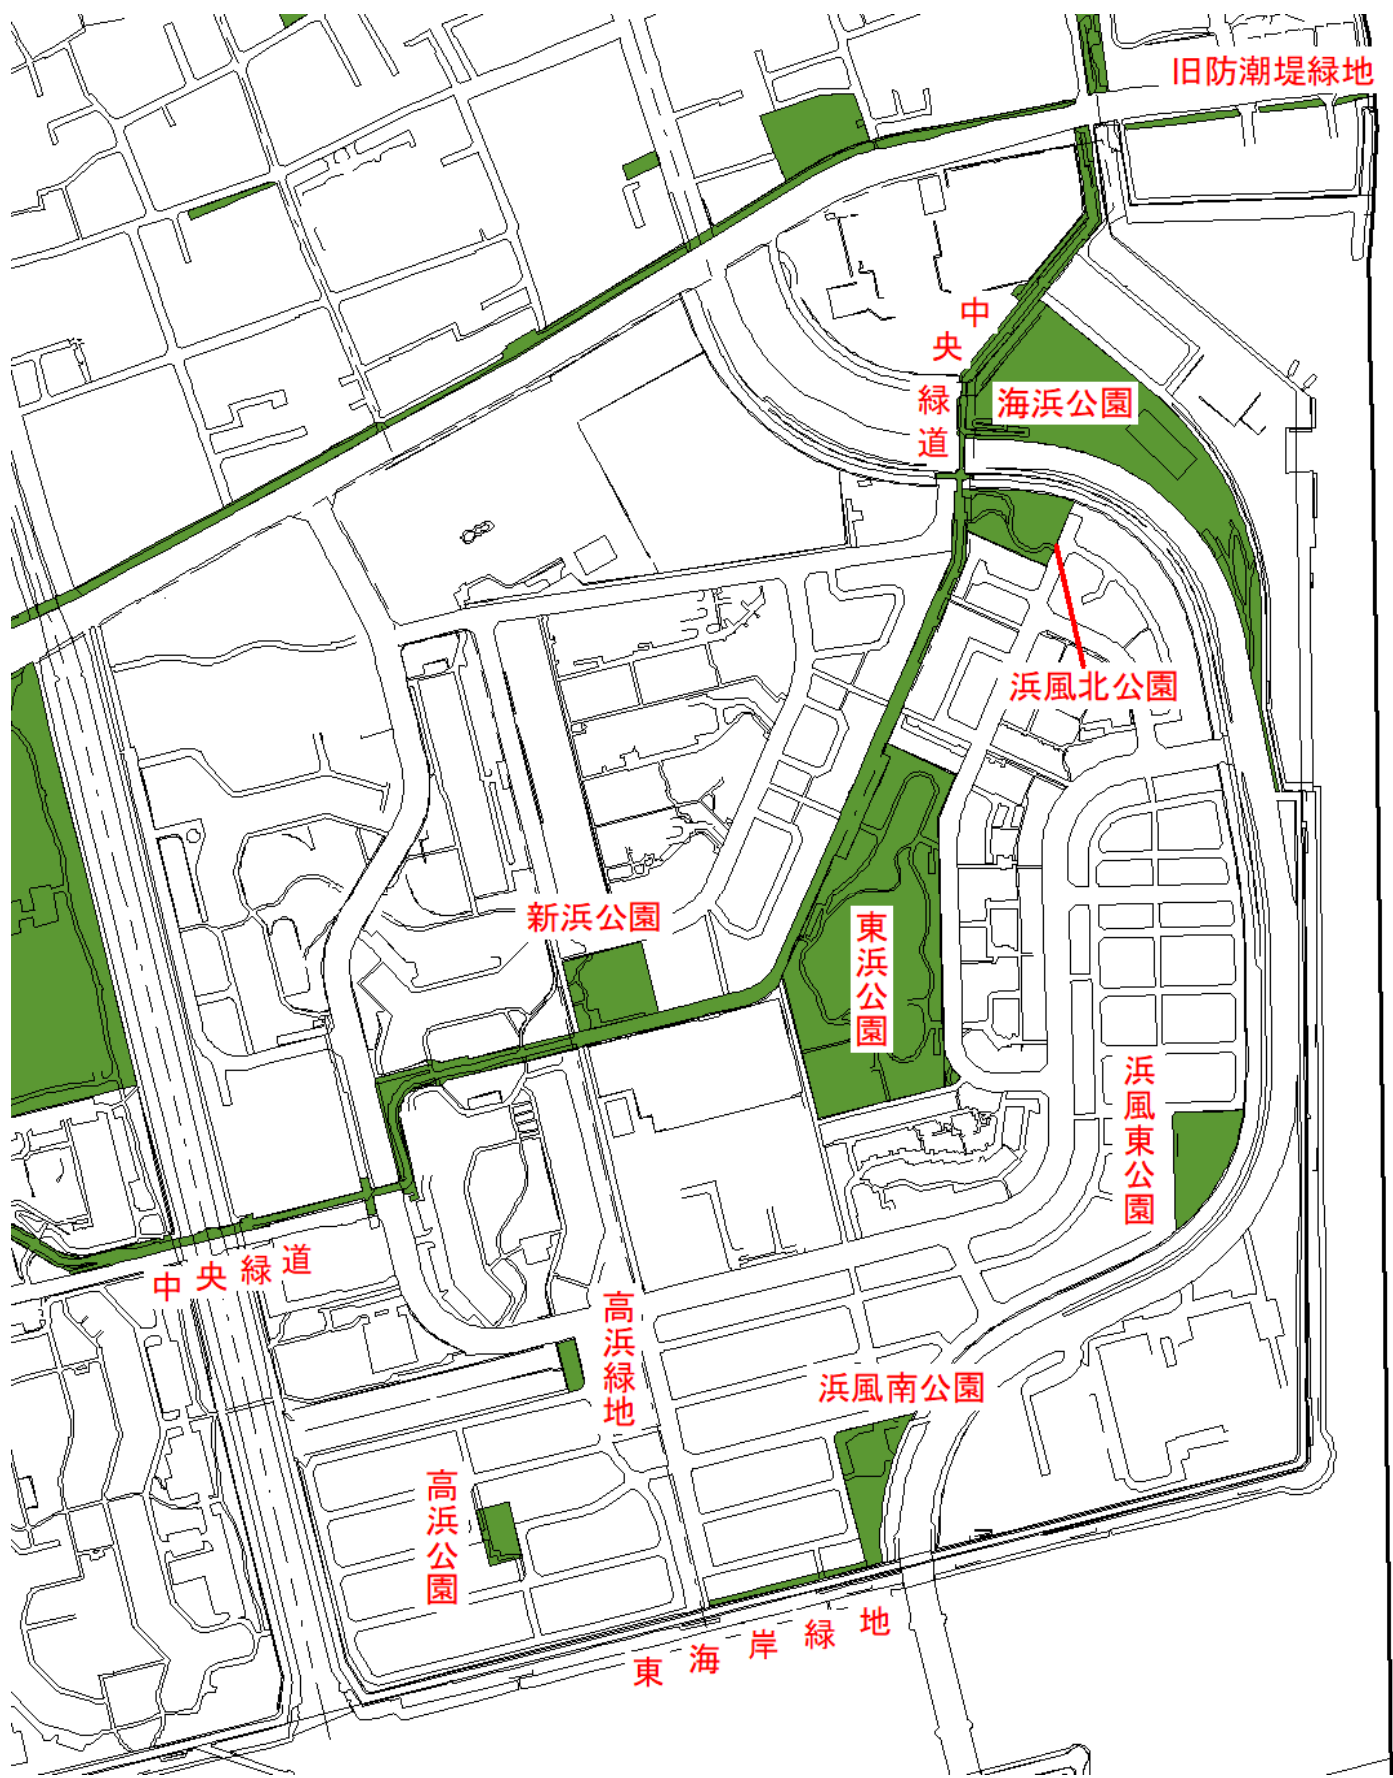 旧防潮堤緑地
中央緑道
海浜公園
浜風北公園
新浜公園
東浜公園
浜風東公園
中央緑道
高浜緑地
浜風南公園
高浜公園
東海岸緑地